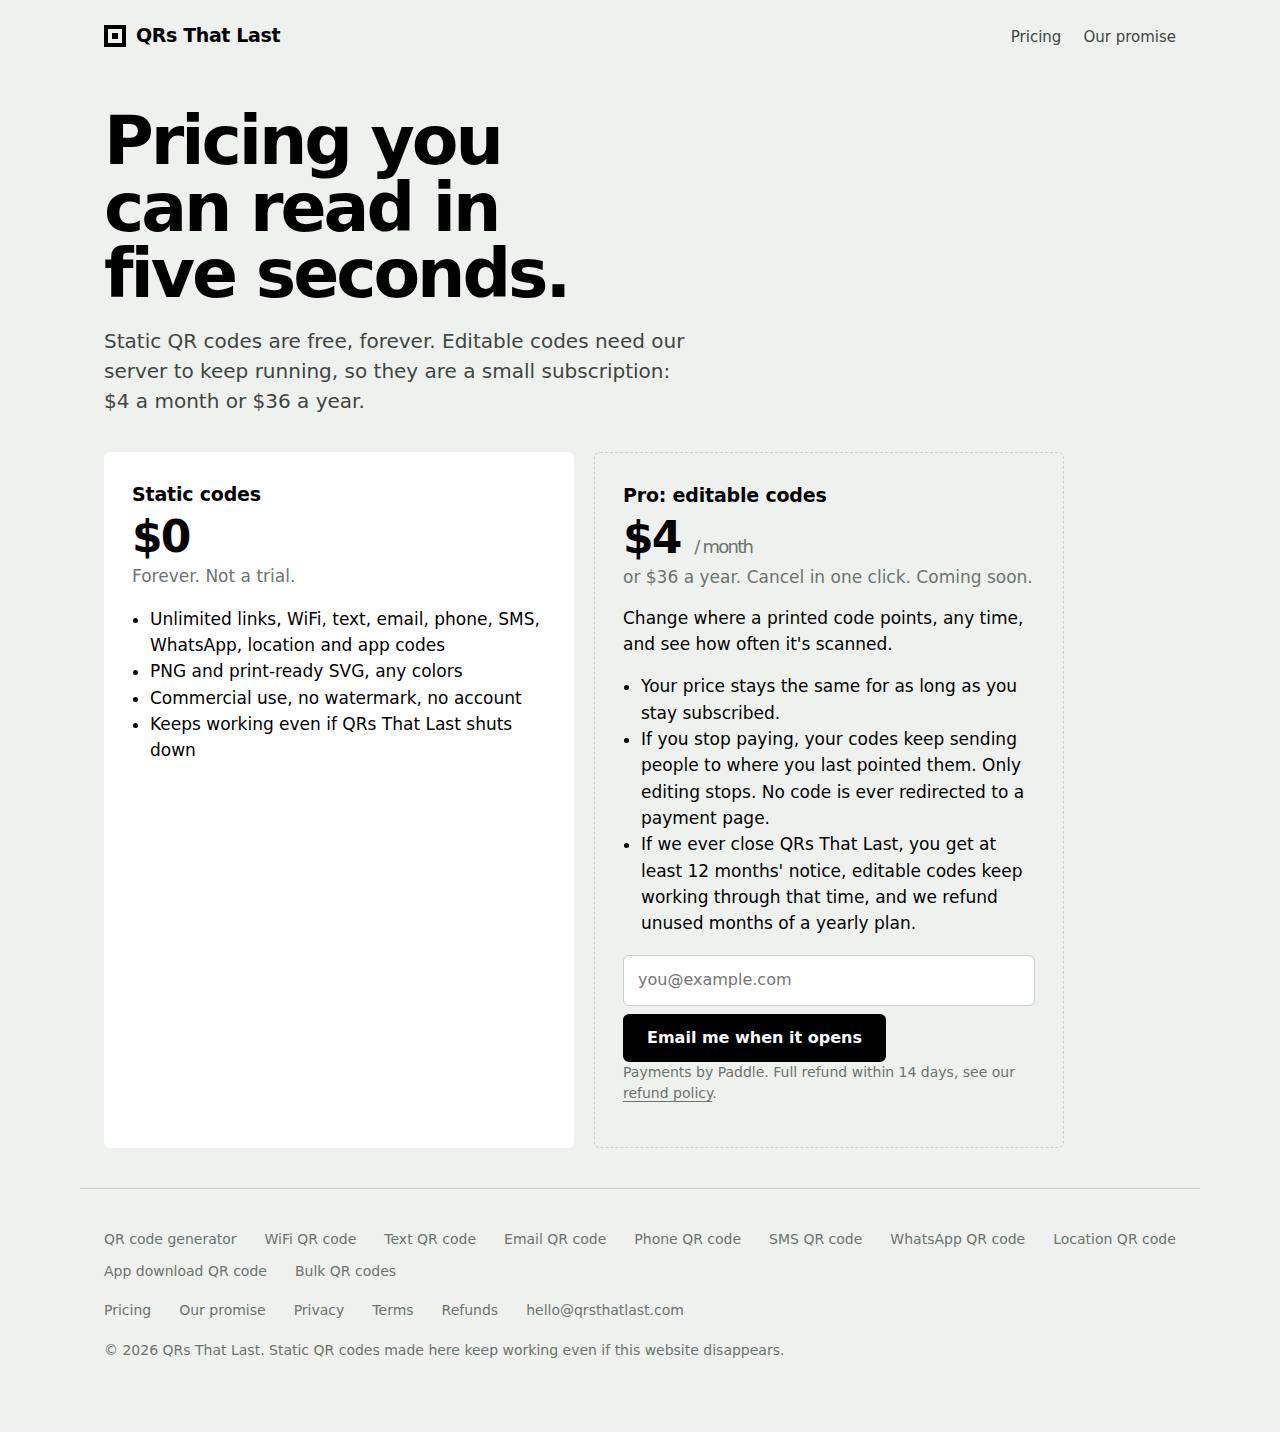 QRs That Last
Pricing Our promise
Pricing you
can read in
five seconds.
Static QR codes are free, forever. Editable codes need our
server to keep running, so they are a small subscription:
$4 a month or $36 a year.
Static codes
$0
Forever. Not a trial.
Unlimited links, WiFi, text, email, phone, SMS,
WhatsApp, location and app codes
PNG and print-ready SVG, any colors
Commercial use, no watermark, no account
Keeps working even if QRs That Last shuts
down
Pro: editable codes
$4 / month
or $36 a year. Cancel in one click. Coming soon.
Change where a printed code points, any time,
and see how often it's scanned.
Your price stays the same for as long as you
stay subscribed.
If you stop paying, your codes keep sending
people to where you last pointed them. Only
editing stops. No code is ever redirected to a
payment page.
If we ever close QRs That Last, you get at
least 12 months' notice, editable codes keep
working through that time, and we refund
unused months of a yearly plan.
you@example.com
Email me when it opens
Payments by Paddle. Full refund within 14 days, see our
refund policy.
QR code generator WiFi QR code Text QR code Email QR code Phone QR code SMS QR code WhatsApp QR code Location QR code
App download QR code Bulk QR codes
Pricing Our promise Privacy Terms Refunds hello@qrsthatlast.com
© 2026 QRs That Last. Static QR codes made here keep working even if this website disappears.